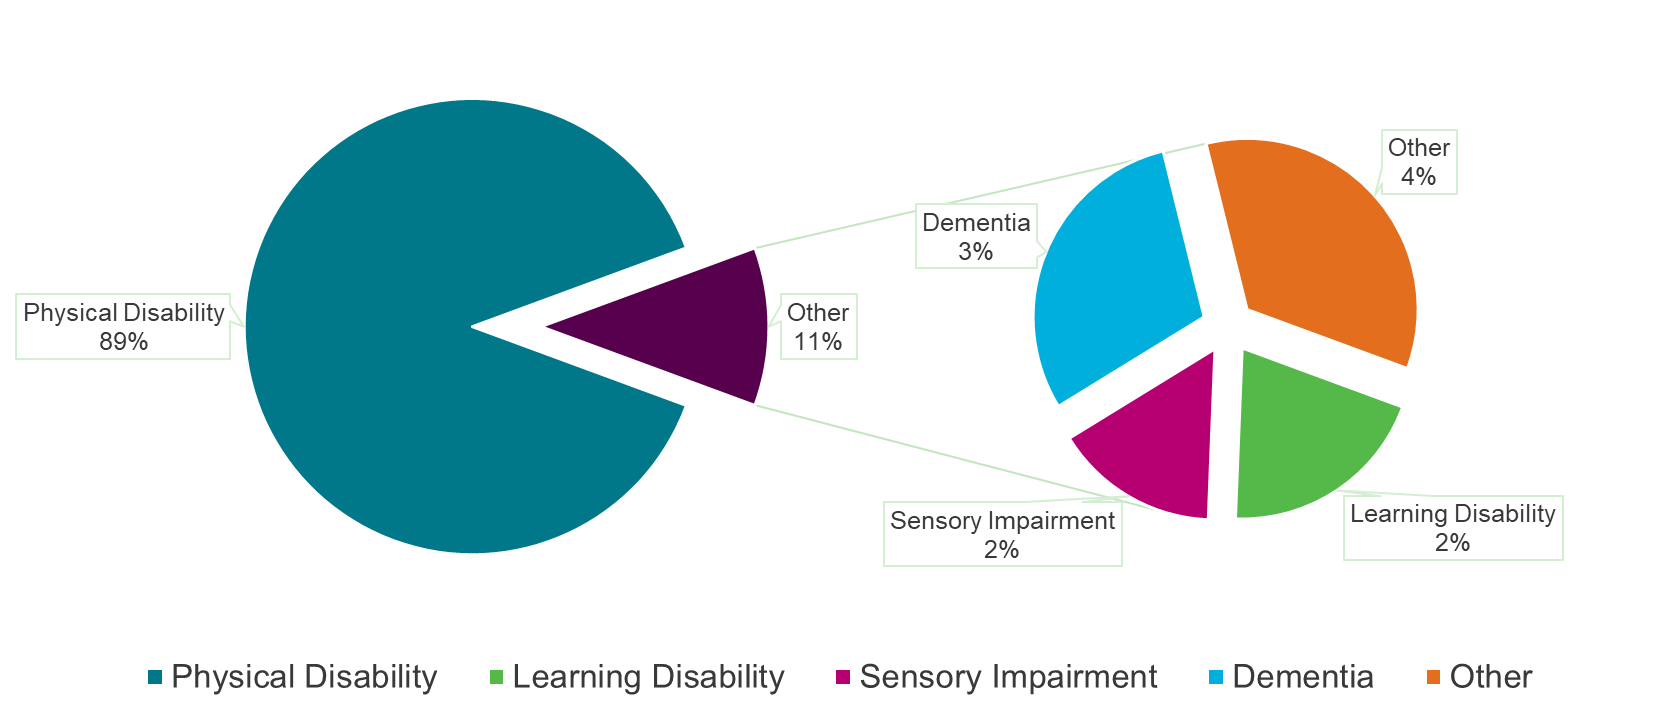 Physical Disability
89%
Other
11%
Dementia
3%
Other
4%
Sensory Impairment
2%
Learning Disability
2%
Physical Disability
Learning Disability
Sensory Impairment
Dementia
Other